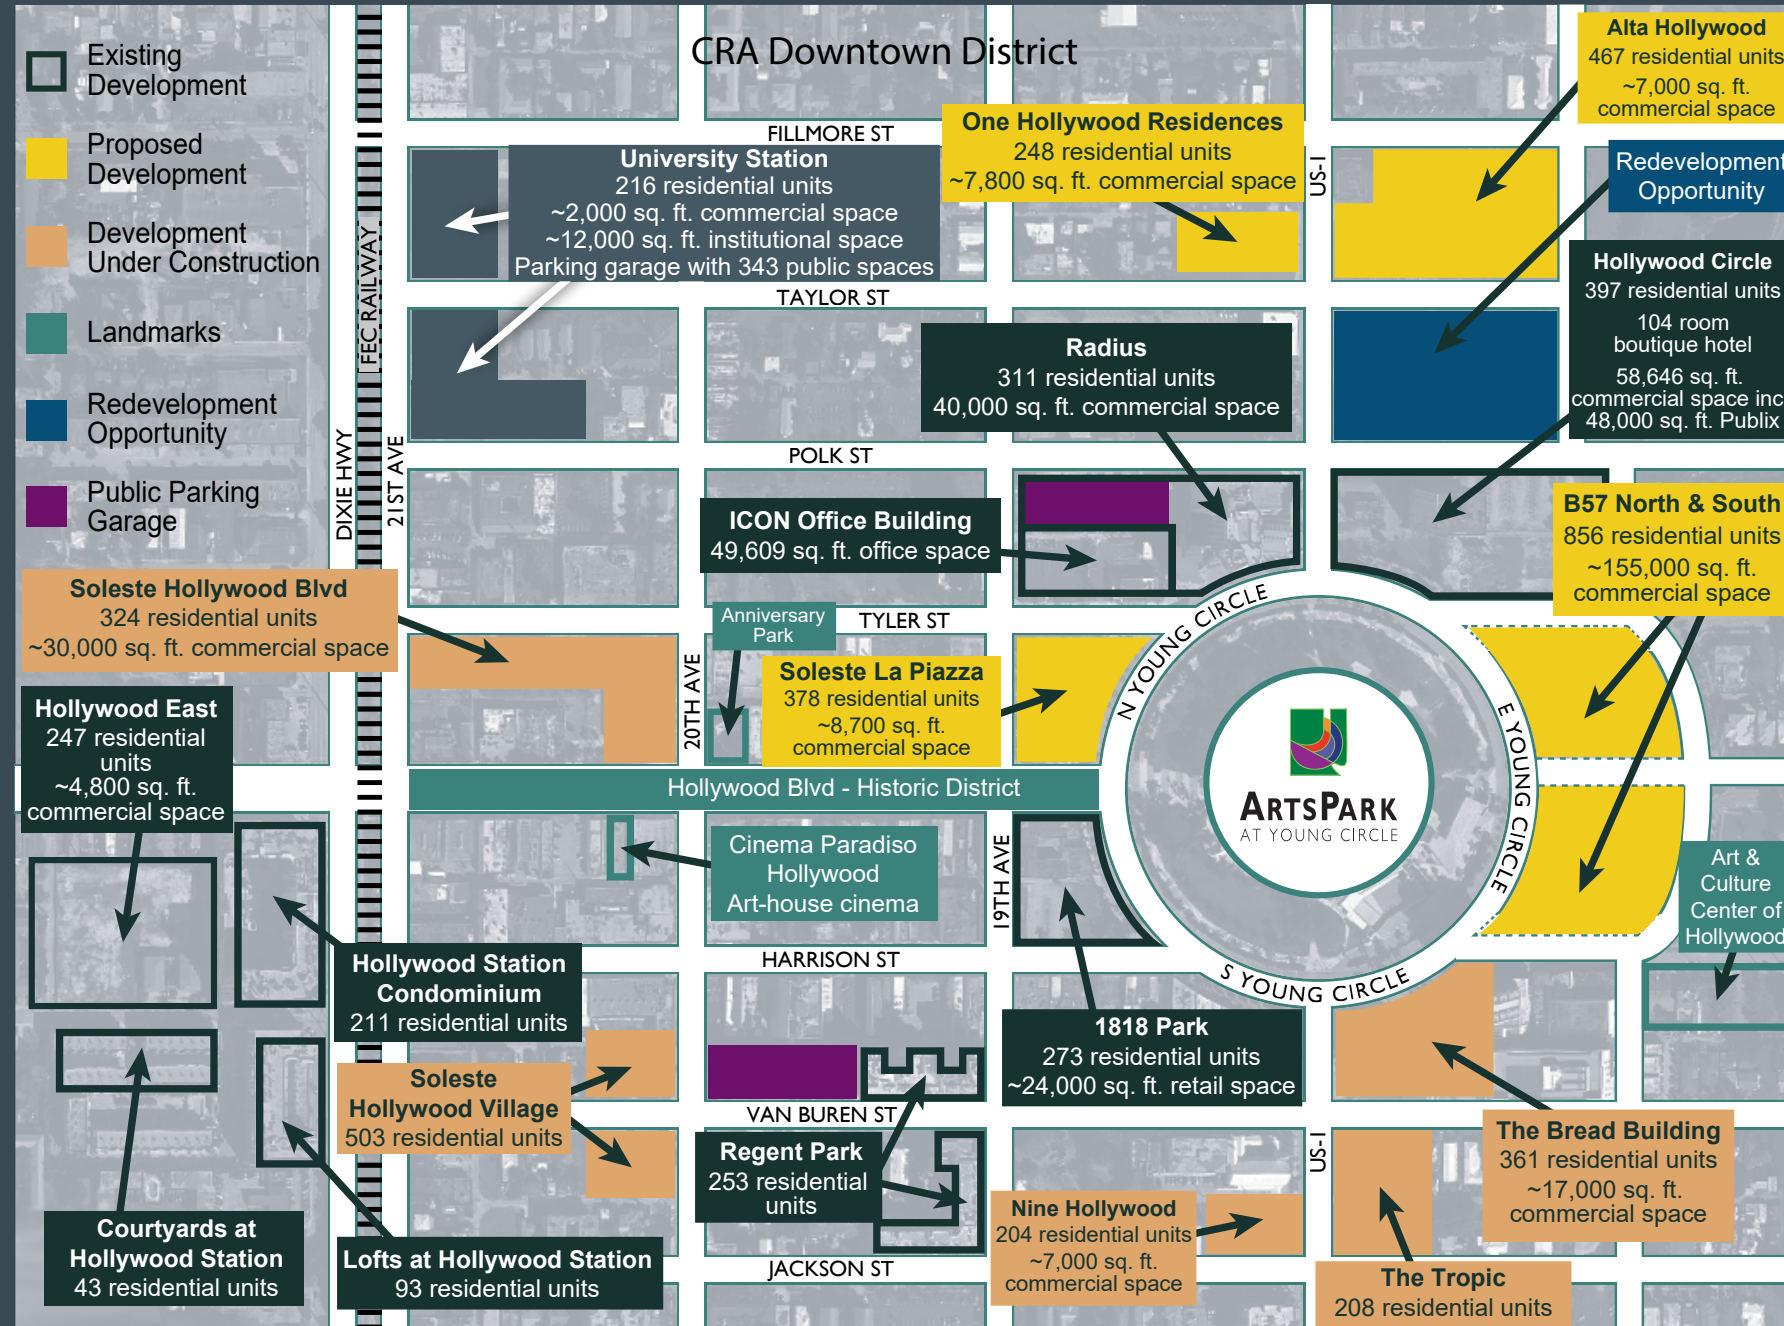 CRA Downtown District
Existing
Development
Proposed
Development
Development
Under Construction
Landmarks
Redevelopment
Opportunity
Public Parking
Garage
FILLMORE ST
University Station
216 residential units
~2,000 sq. ft. commercial space
~12,000 sq. ft. institutional space
Parking garage with 343 public spaces
One Hollywood Residences
248 residential units
~7,800 sq. ft. commercial space
US-1
Alta Hollywood
467 residential units
~7,000 sq. ft.
commercial space
Redevelopment
Opportunity
Hollywood Circle
397 residential units
104 room
boutique hotel
58,646 sq. ft.
commercial space inc
48,000 sq. ft. Publix
FEC RAILWAY
TAYLOR ST
Radius
311 residential units
40,000 sq. ft. commercial space
DIXIE HWY
21ST AVE
POLK ST
ICON Office Building
49,609 sq. ft. office space
B57 North & South
856 residential units
~155,000 sq. ft.
commercial space
Soleste Hollywood Blvd
324 residential units
~30,000 sq. ft. commercial space
Anniversary
Park
TYLER ST
N YOUNG CIRCLE
20TH AVE
Soleste La Piazza
378 residential units
~8,700 sq. ft.
commercial space
E YOUNG CIRCLE
Hollywood East
247 residential
units
~4,800 sq. ft.
commercial space
Hollywood Blvd - Historic District
ARTSPARK
AT YOUNG CIRCLE
Cinema Paradiso
Hollywood
Art-house cinema
19TH AVE
Art &
Culture
Center of
Hollywood
HARRISON ST
S YOUNG CIRCLE
Hollywood Station
Condominium
211 residential units
1818 Park
273 residential units
~24,000 sq. ft. retail space
Soleste
Hollywood Village
503 residential units
VAN BUREN ST
Regent Park
253 residential
units
US-1
The Bread Building
361 residential units
~17,000 sq. ft.
commercial space
Nine Hollywood
204 residential units
~7,000 sq. ft.
commercial space
Courtyards at
Hollywood Station
43 residential units
Lofts at Hollywood Station
93 residential units
JACKSON ST
The Tropic
208 residential units